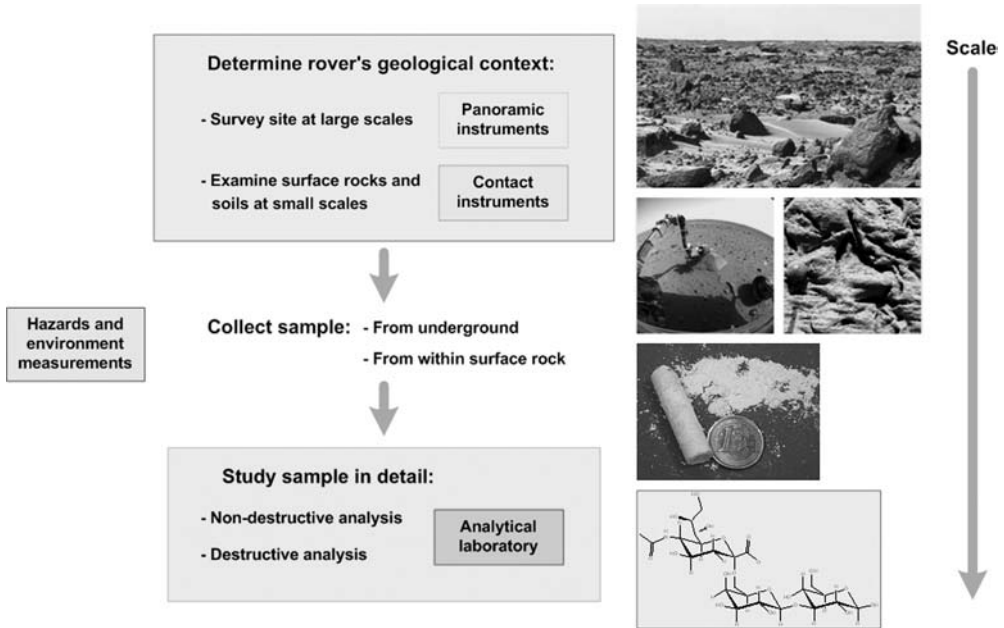 Determine rover's geological context:
- Survey site at large scales
Panoramic
instruments
- Examine surface rocks and
soils at small scales
Contact
instruments
Hazards and
environment
measurements
Collect sample:
- From underground
- From within surface rock
Study sample in detail:
- Non-destructive analysis
- Destructive analysis
Analytical
laboratory
Scale